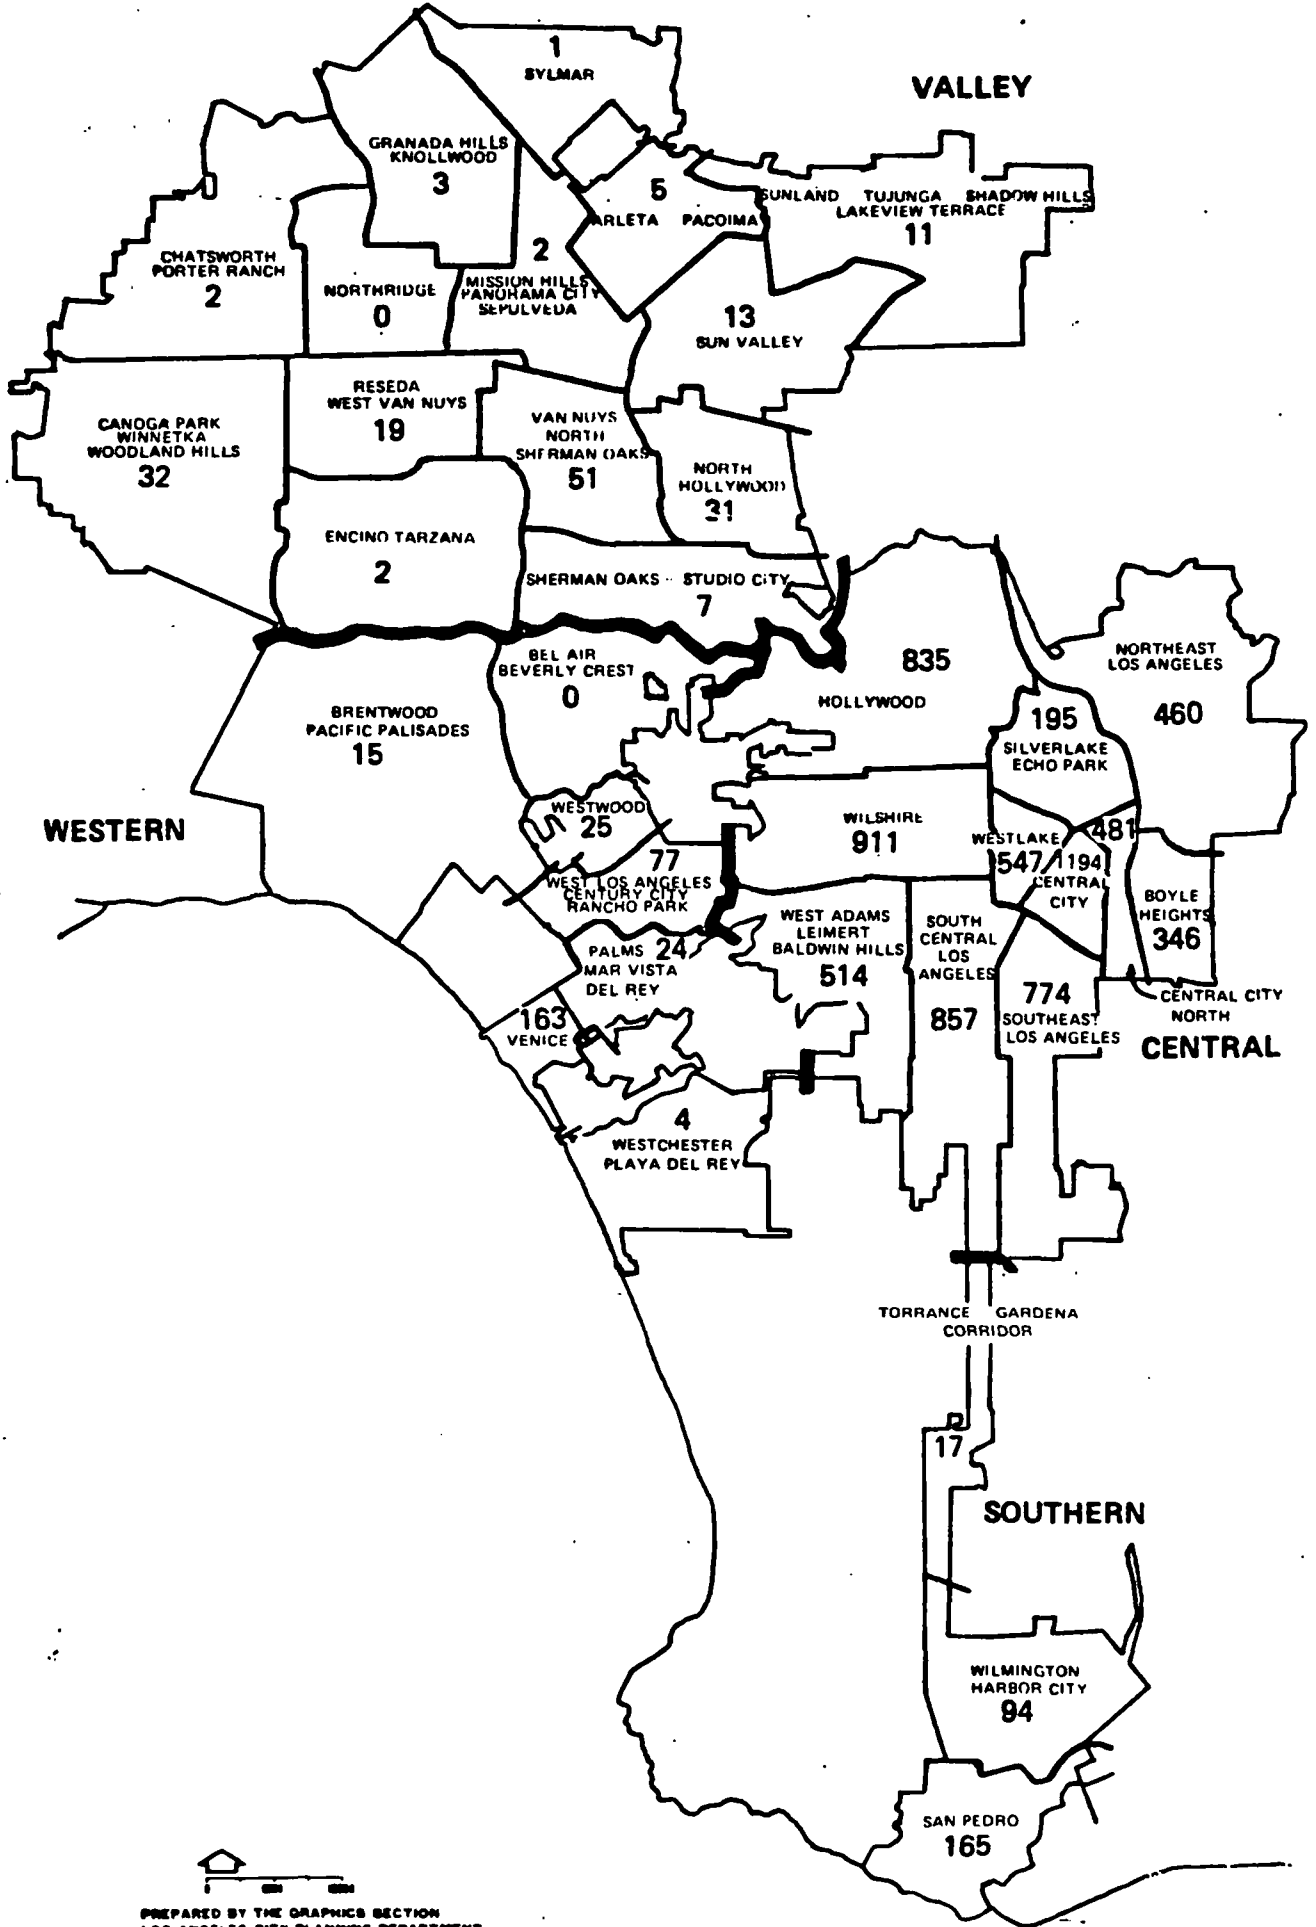 1
SYLMAR
VALLEY
GRANADA HILLS
KNOLLWOOD
3
5
ARLETA PACOIMA
SUNLAND TUJUNGA SHADOW HILLS
LAKEVIEW TERRACE
11
CHATSWORTH
PORTER RANCH
2
NORTHRIDGE
0
2
MISSION HILLS
PANORAMA CITY
SEPULVEDA
13
SUN VALLEY
CANOGA PARK
WINNETKA
WOODLAND HILLS
32
RESEDA
WEST VAN NUYS
19
VAN NUYS
NORTH
SHERMAN OAKS
51
NORTH
HOLLYWOOD
31
ENCINO TARZANA
2
SHERMAN OAKS - STUDIO CITY
7
BEL AIR
BEVERLY CREST
0
835
HOLLYWOOD
NORTHEAST
LOS ANGELES
460
BRENTWOOD
PACIFIC PALISADES
15
195
SILVERLAKE
ECHO PARK
WESTERN
WESTWOOD
25
WILSHIRE
911
WESTLAKE
547
481
1194
CENTRAL
CITY
77
WEST LOS ANGELES
CENTURY CITY
RANCHO PARK
BOYLE
HEIGHTS
346
WEST ADAMS
LEIMERT
BALDWIN HILLS
514
SOUTH
CENTRAL
LOS
ANGELES
857
PALMS 24
MAR VISTA
DEL REY
774
SOUTHEAST
LOS ANGELES
CENTRAL CITY
NORTH
CENTRAL
163
VENICE
4
WESTCHESTER
PLAYA DEL REY
TORRANCE GARDENA
CORRIDOR
17
SOUTHERN
WILMINGTON
HARBOR CITY
94
SAN PEDRO
165
PREPARED BY THE GRAPHICS SECTION
LOS ANGELES CITY PLANNING DEPARTMENT